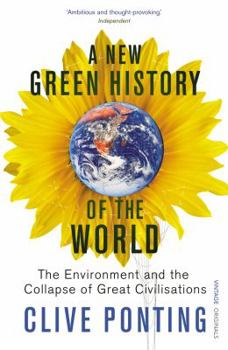 'Ambitious and thought-provoking'
Independent
A NEW
GREEN HISTORY
OF THE
WORLD
The Environment and the
Collapse of Great Civilisations
CLIVE PONTING
VINTAGE ORIGINALS